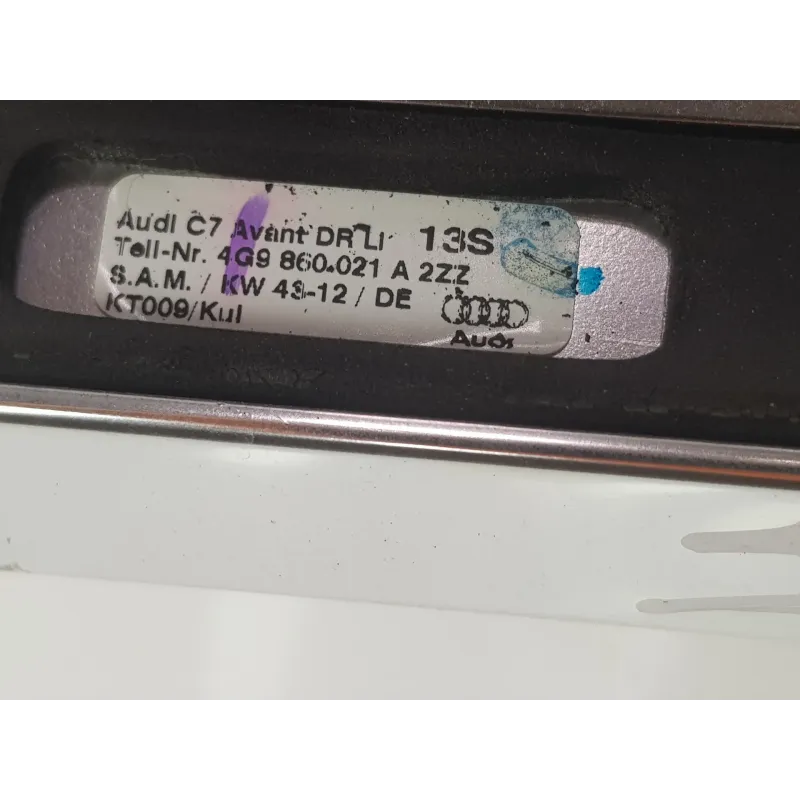 Audi C7 Avant DR LI 13S
Teil-Nr. 4G9 860.021 A 2ZZ
S.A.M. / KW 43-12 / DE
KT009/Kul
Audi